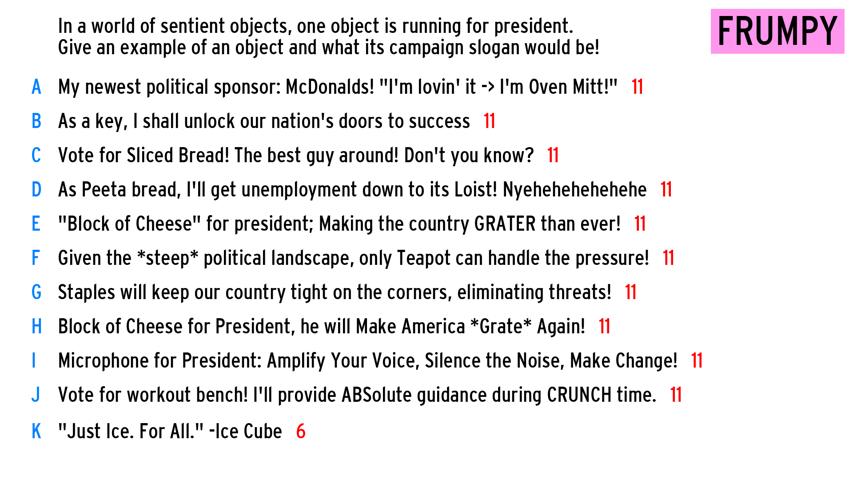 In a world of sentient objects, one object is running for president.
Give an example of an object and what its campaign slogan would be!
FRUMPY
A My newest political sponsor: McDonalds! "I'm lovin' it -> I'm Oven Mitt!" 11
B As a key, I shall unlock our nation's doors to success 11
C Vote for Sliced Bread! The best guy around! Don't you know? 11
D As Peeta bread, I'll get unemployment down to its Loist! Nyehehehehehehe 11
E "Block of Cheese" for president; Making the country GRATER than ever! 11
F Given the *steep* political landscape, only Teapot can handle the pressure! 11
G Staples will keep our country tight on the corners, eliminating threats! 11
H Block of Cheese for President, he will Make America *Grate* Again! 11
I Microphone for President: Amplify Your Voice, Silence the Noise, Make Change! 11
J Vote for workout bench! I'll provide ABSolute guidance during CRUNCH time. 11
K "Just Ice. For All." -Ice Cube 6